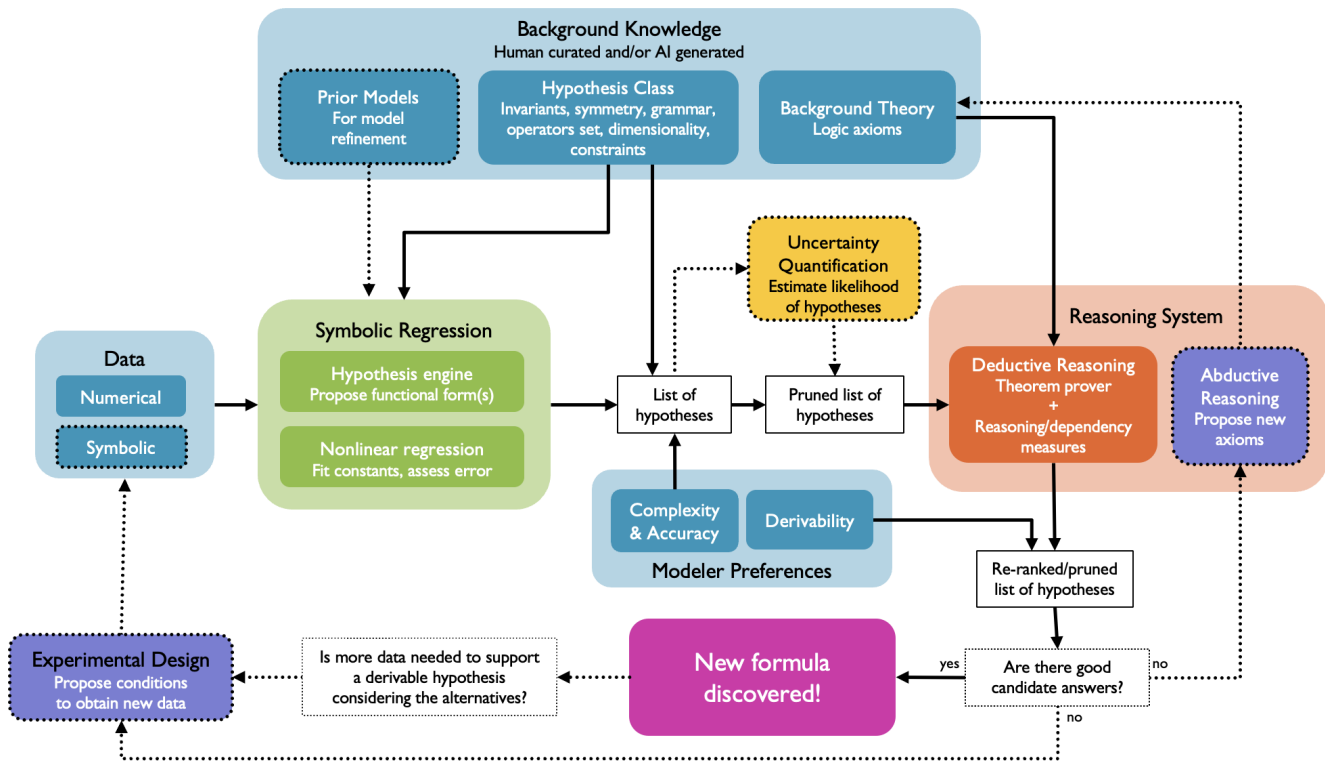 Background Knowledge
Human curated and/or AI generated
Prior Models
For model
refinement
Hypothesis Class
Invariants, symmetry, grammar,
operators set, dimensionality,
constraints
Background Theory
Logic axioms
Uncertainty
Quantification
Estimate likelihood
of hypotheses
Data
Numerical
Symbolic
Symbolic Regression
Hypothesis engine
Propose functional form(s)
Nonlinear regression
Fit constants, assess error
List of
hypotheses
Pruned list of
hypotheses
Reasoning System
Deductive Reasoning
Theorem prover
+
Reasoning/dependency
measures
Abductive
Reasoning
Propose new
axioms
Complexity
& Accuracy
Derivability
Modeler Preferences
Re-ranked/pruned
list of hypotheses
Experimental Design
Propose conditions
to obtain new data
Is more data needed to support
a derivable hypothesis
considering the alternatives?
New formula
discovered!
yes
Are there good
candidate answers?
no
no